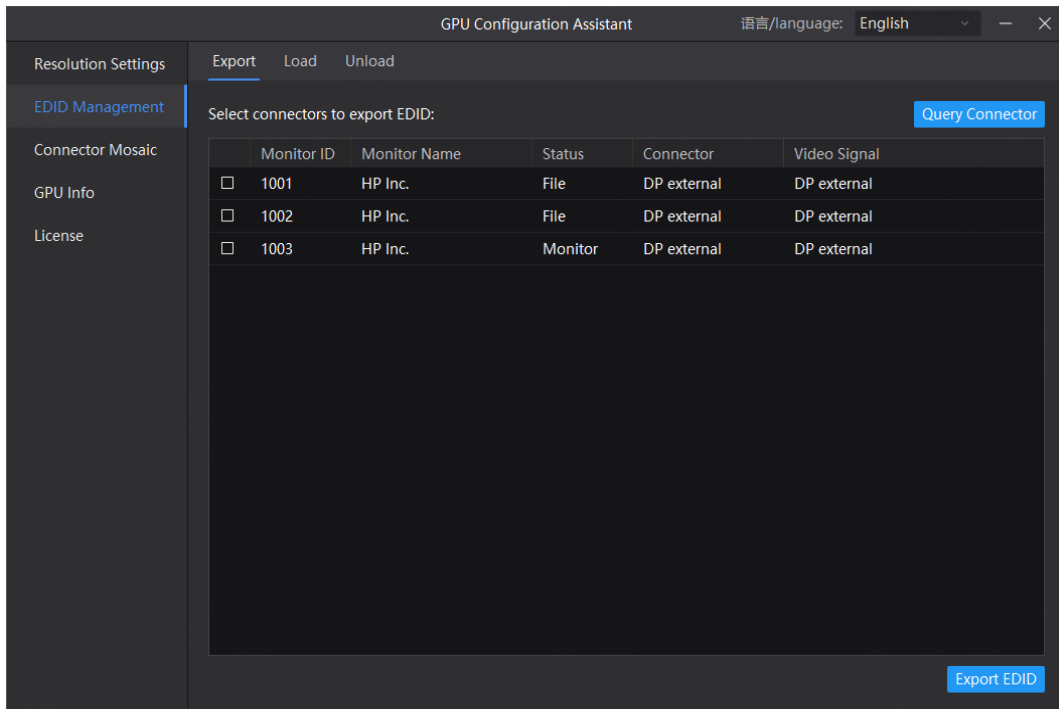 GPU Configuration Assistant 语言/language: English
Resolution Settings
EDID Management
Connector Mosaic
GPU Info
License
Export Load Unload
Select connectors to export EDID: Query Connector
Monitor ID Monitor Name Status Connector Video Signal
1001 HP Inc. File DP external DP external
1002 HP Inc. File DP external DP external
1003 HP Inc. Monitor DP external DP external
Export EDID